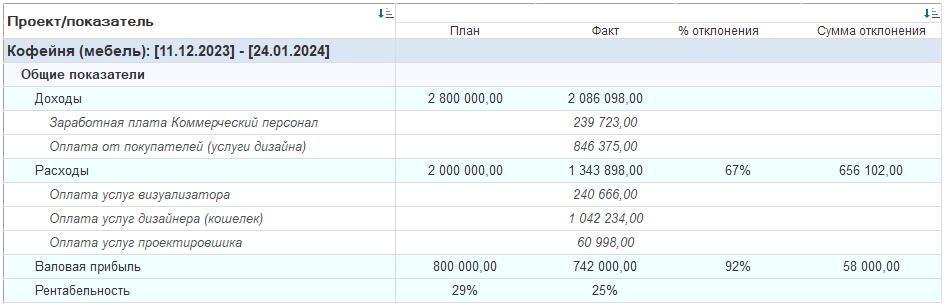 Проект/показатель
План Факт % отклонения Сумма отклонения
Кофейня (мебель): [11.12.2023] - [24.01.2024]
Общие показатели
Доходы 2 800 000,00 2 086 098,00
Заработная плата Коммерческий персонал 239 723,00
Оплата от покупателей (услуги дизайна) 846 375,00
Расходы 2 000 000,00 1 343 898,00 67% 656 102,00
Оплата услуг визуализатора 240 666,00
Оплата услуг дизайнера (кошелек) 1 042 234,00
Оплата услуг проектировшика 60 998,00
Валовая прибыль 800 000,00 742 000,00 92% 58 000,00
Рентабельность 29% 25%